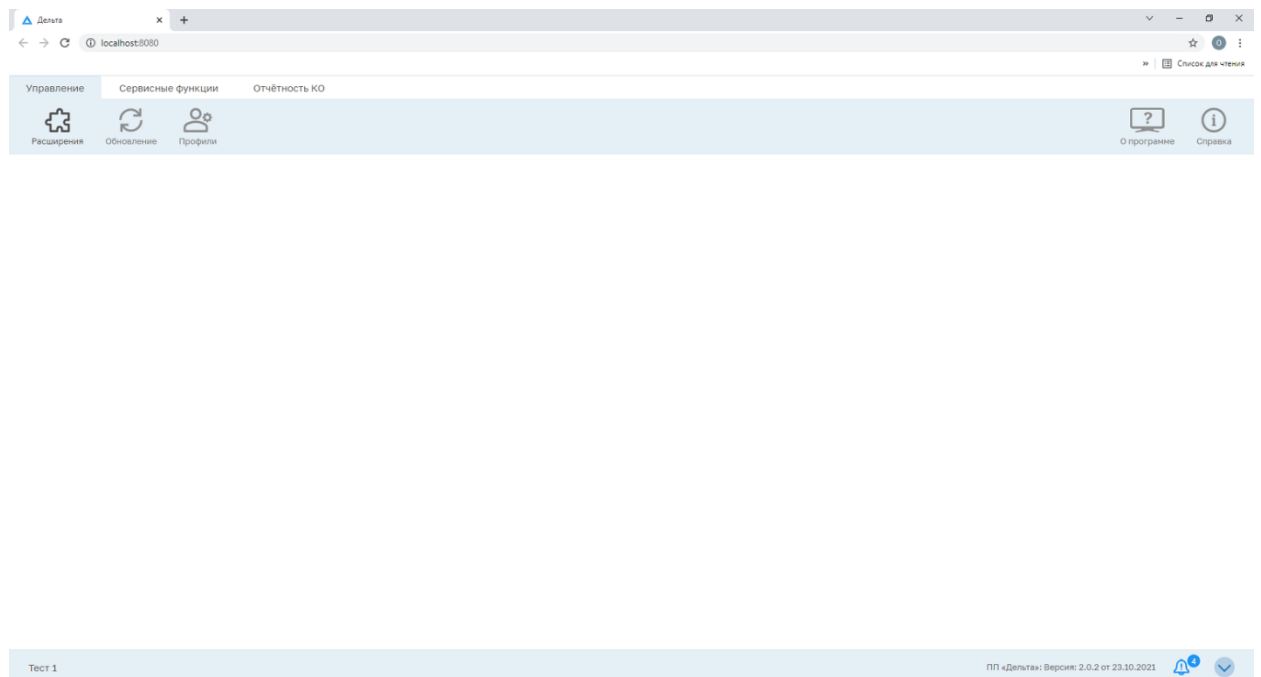 Дельта
localhost:8080
Список для чтения
Управление Сервисные функции Отчётность КО
Расширения Обновление Профили О программе Справка
Тест 1 ПП «Дельта»: Версия: 2.0.2 от 23.10.2021 4